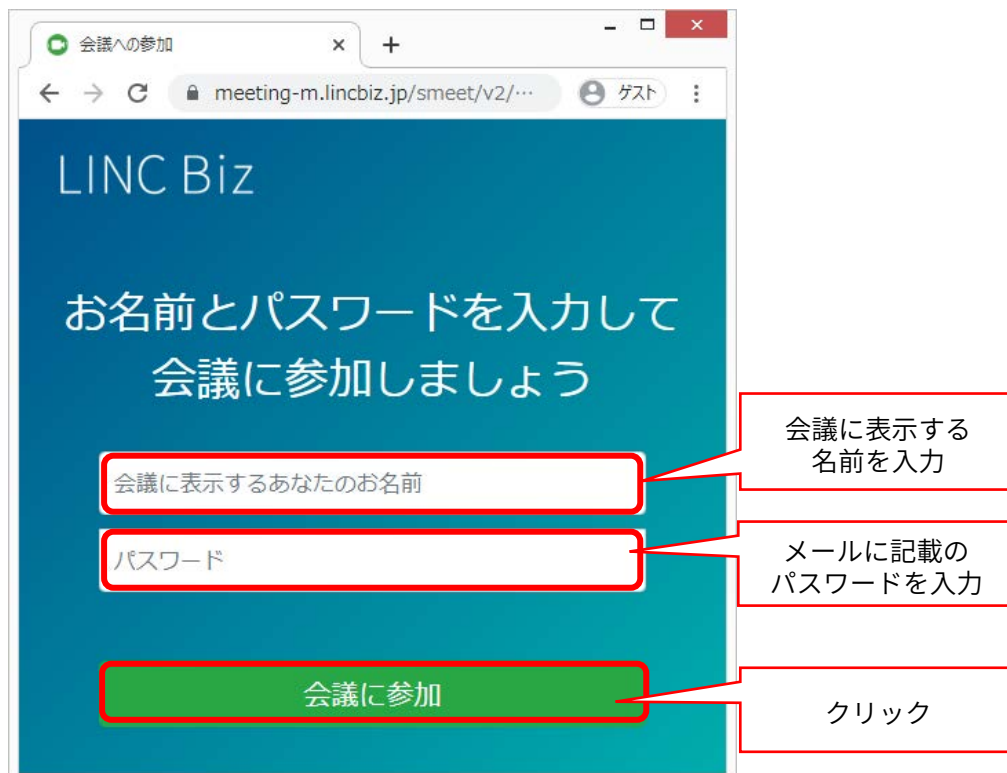 会議への参加
meeting-m.lincbiz.jp/smeet/v2/…
ゲスト
LINC Biz
お名前とパスワードを入力して
会議に参加しましょう
会議に表示するあなたのお名前
会議に表示する
名前を入力
パスワード
メールに記載の
パスワードを入力
会議に参加
クリック